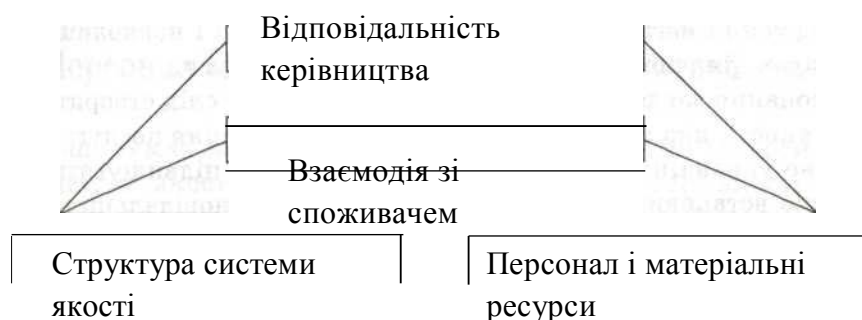 Відповідальність
керівництва
Взаємодія зі
споживачем
Структура системи
якості
Персонал і матеріальні
ресурси